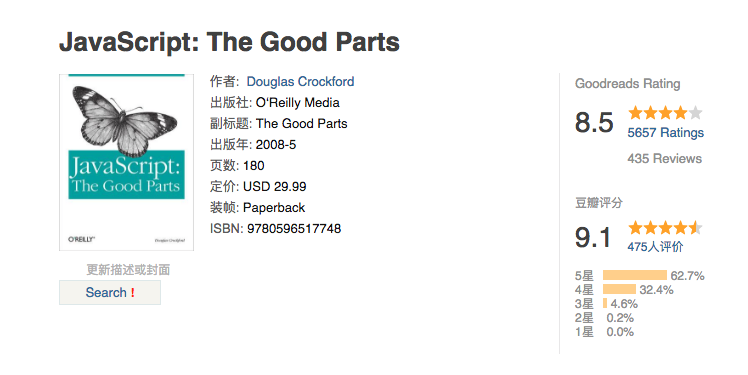 JavaScript: The Good Parts
JavaScript:
The Good Parts
O'REILLY
Douglas Crockford
更新描述或封面
Search !
作者: Douglas Crockford
出版社: O'Reilly Media
副标题: The Good Parts
出版年: 2008-5
页数: 180
定价: USD 29.99
装帧: Paperback
ISBN: 9780596517748
Goodreads Rating
8.5
5657 Ratings
435 Reviews
豆瓣评分
9.1
475人评价
5星 62.7%
4星 32.4%
3星 4.6%
2星 0.2%
1星 0.0%